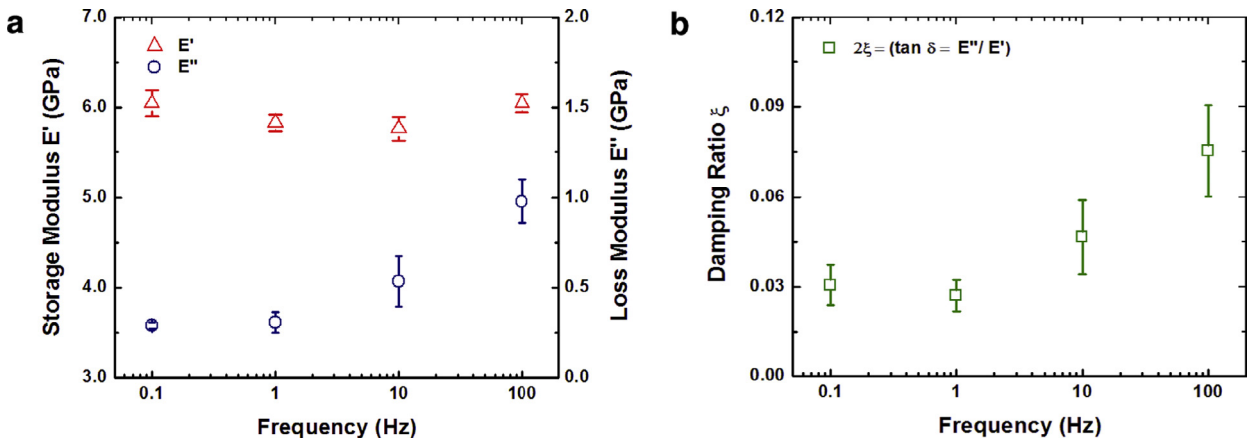 a
7.0
6.0
5.0
4.0
3.0
Storage Modulus E' (GPa)
E'
E''
2.0
1.5
1.0
0.5
0.0
Loss Modulus E'' (GPa)
0.1 1 10 100
Frequency (Hz)
b
0.12
0.09
0.06
0.03
0.00
Damping Ratio ξ
2ξ = (tan δ = E''/ E')
0.1 1 10 100
Frequency (Hz)